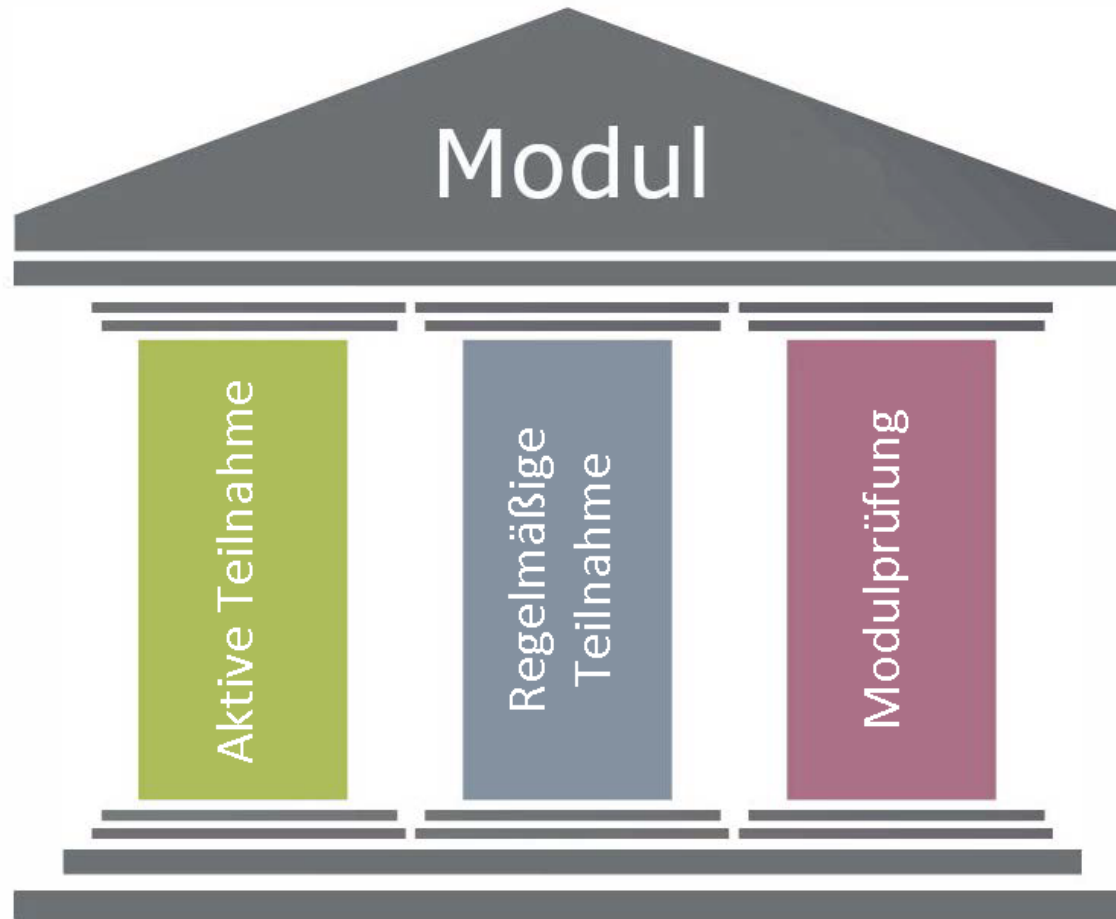 Modul
Aktive Teilnahme
Regelmäßige
Teilnahme
Modulprüfung